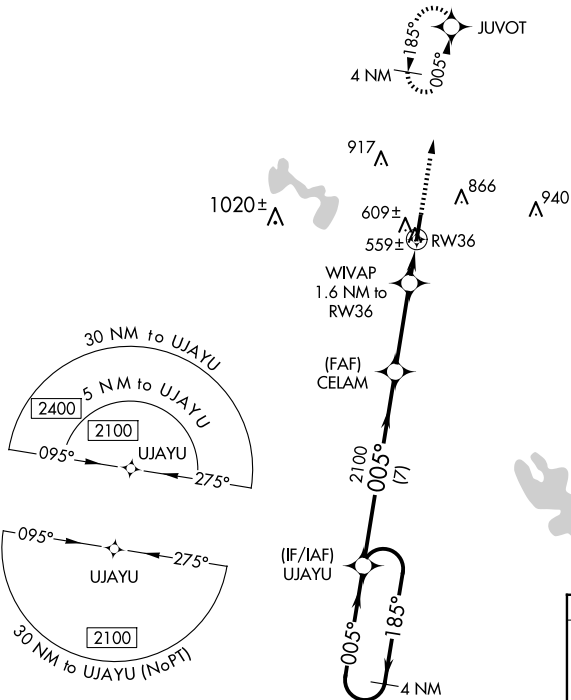 JUVOT
185°
005°
4 NM
917
866
940
1020±
609±
559±
RW36
WIVAP
1.6 NM to
RW36
(FAF)
CELAM
30 NM to UJAYU
5 NM to UJAYU
2400
2100
UJAYU
095°
275°
2100
005°
(7)
095°
275°
UJAYU
2100
30 NM to UJAYU (NoPT)
(IF/IAF)
UJAYU
005°
185°
4 NM